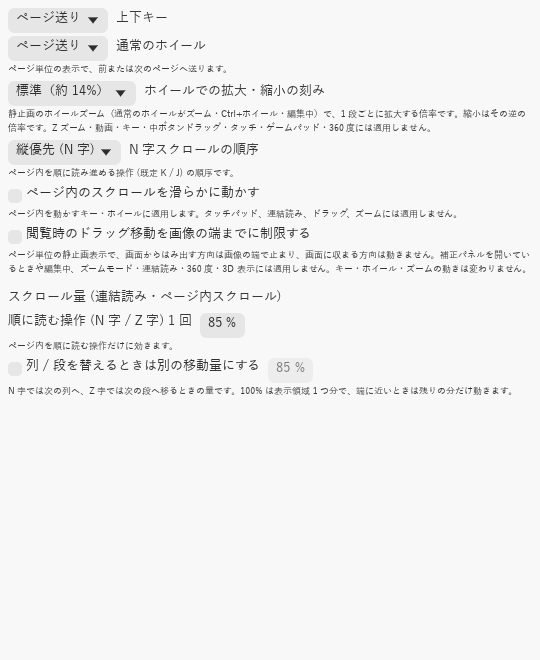 ページ送り 上下キー
ページ送り 通常のホイール
ページ単位の表示で、前または次のページへ送ります。
標準（約 14%） ホイールでの拡大・縮小の刻み
静止画のホイールズーム（通常のホイールがズーム・Ctrl+ホイール・編集中）で、1 段ごとに拡大する倍率です。縮小はその逆の
倍率です。Z ズーム・動画・キー・中ボタンドラッグ・タッチ・ゲームパッド・360 度には適用しません。
縦優先 (N 字) N 字スクロールの順序
ページ内を順に読み進める操作 (既定 K / J) の順序です。
ページ内のスクロールを滑らかに動かす
ページ内を動かすキー・ホイールに適用します。タッチパッド、連結読み、ドラッグ、ズームには適用しません。
閲覧時のドラッグ移動を画像の端までに制限する
ページ単位の静止画表示で、画面からはみ出す方向は画像の端で止まり、画面に収まる方向は動きません。補正パネルを開いてい
るときや編集中、ズームモード・連結読み・360 度・3D 表示には適用しません。キー・ホイール・ズームの動きは変わりません。
スクロール量 (連結読み・ページ内スクロール)
順に読む操作 (N 字 / Z 字) 1 回 85 %
ページ内を順に読む操作だけに効きます。
列 / 段を替えるときは別の移動量にする 85 %
N 字では次の列へ、Z 字では次の段へ移るときの量です。100% は表示領域 1 つ分で、端に近いときは残りの分だけ動きます。